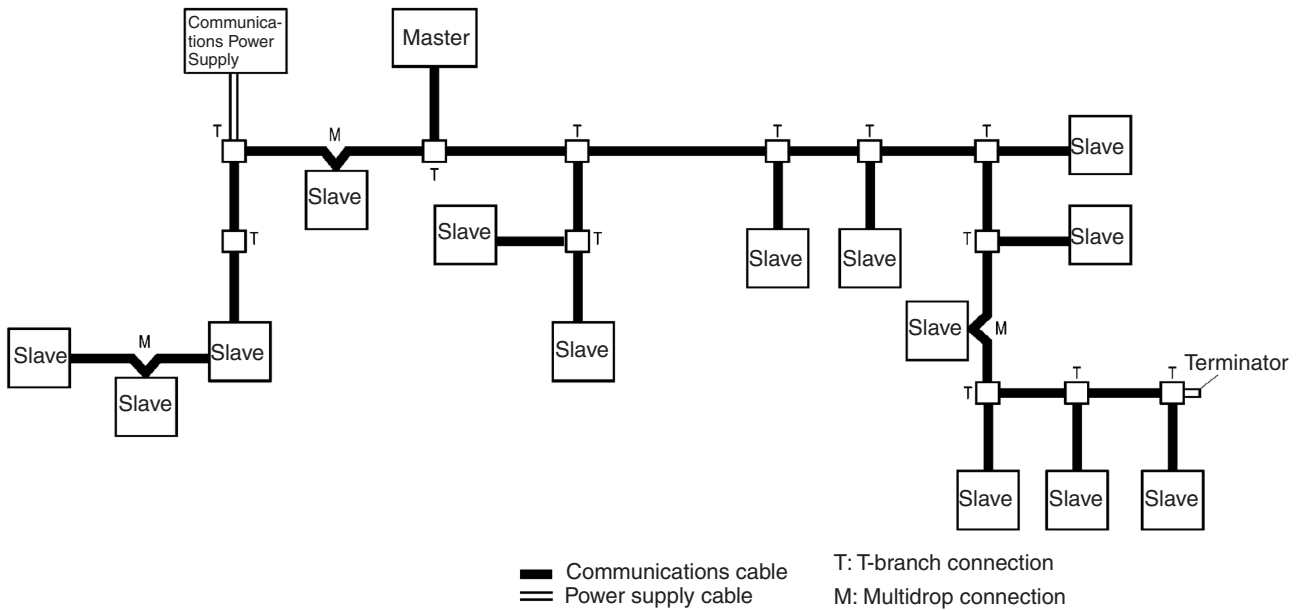 Communica-
tions Power
Supply
Master
T
M
T
T
T
T
T
Slave
Slave
Slave
T
T
T
Slave
Slave
Slave
Slave
Slave
M
Slave
M
Slave
Slave
Slave
T
T
T
Terminator
Slave
Slave
Slave
Communications cable
T: T-branch connection
Power supply cable
M: Multidrop connection